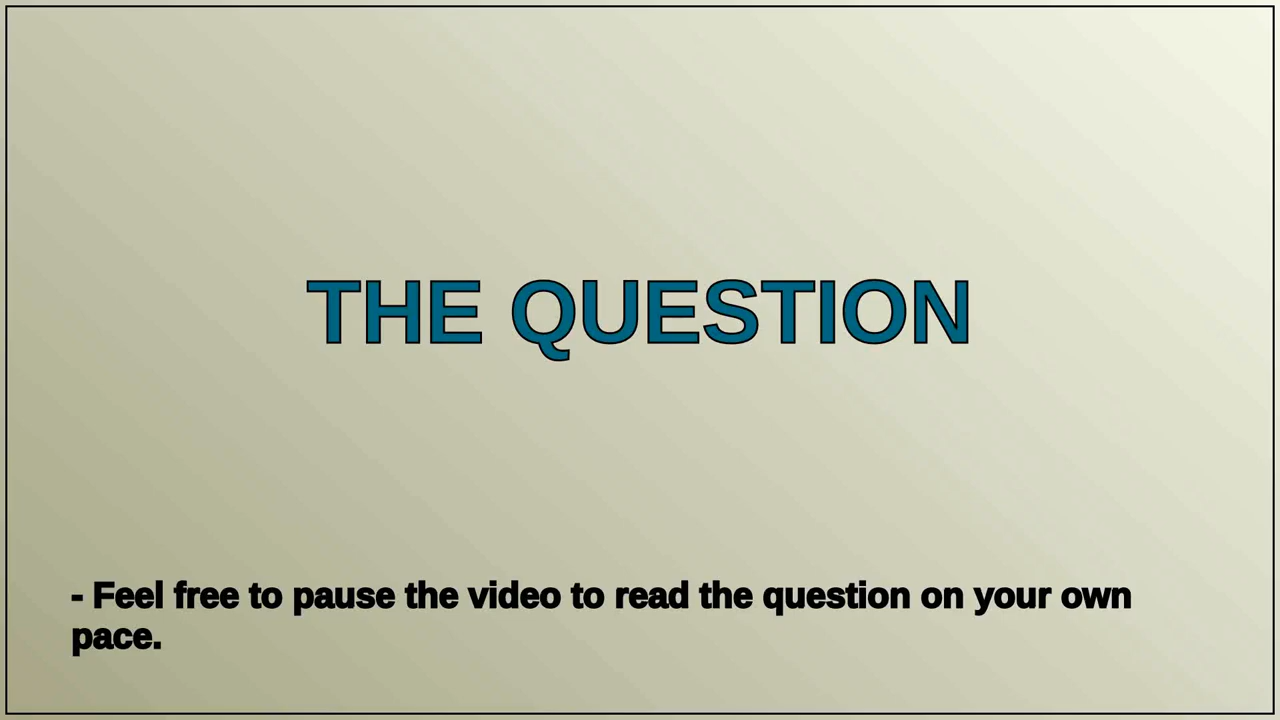 THE QUESTION
- Feel free to pause the video to read the question on your own
pace.